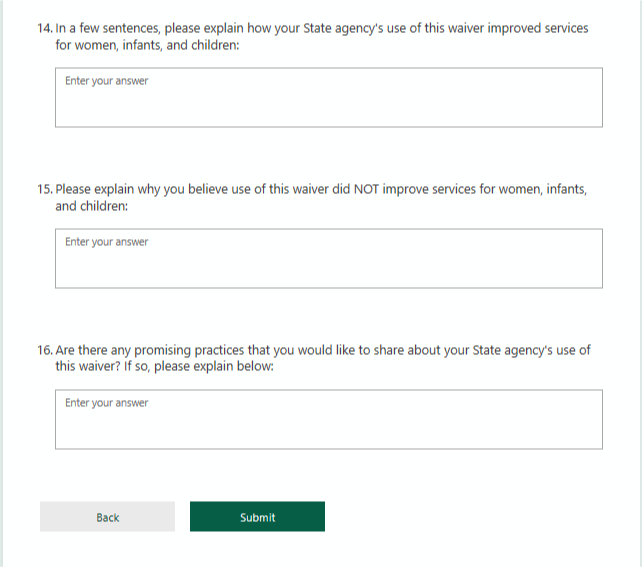 14. In a few sentences, please explain how your State agency's use of this waiver improved services
for women, infants, and children:
Enter your answer
15. Please explain why you believe use of this waiver did NOT improve services for women, infants,
and children:
Enter your answer
16. Are there any promising practices that you would like to share about your State agency's use of
this waiver? If so, please explain below:
Enter your answer
Back
Submit